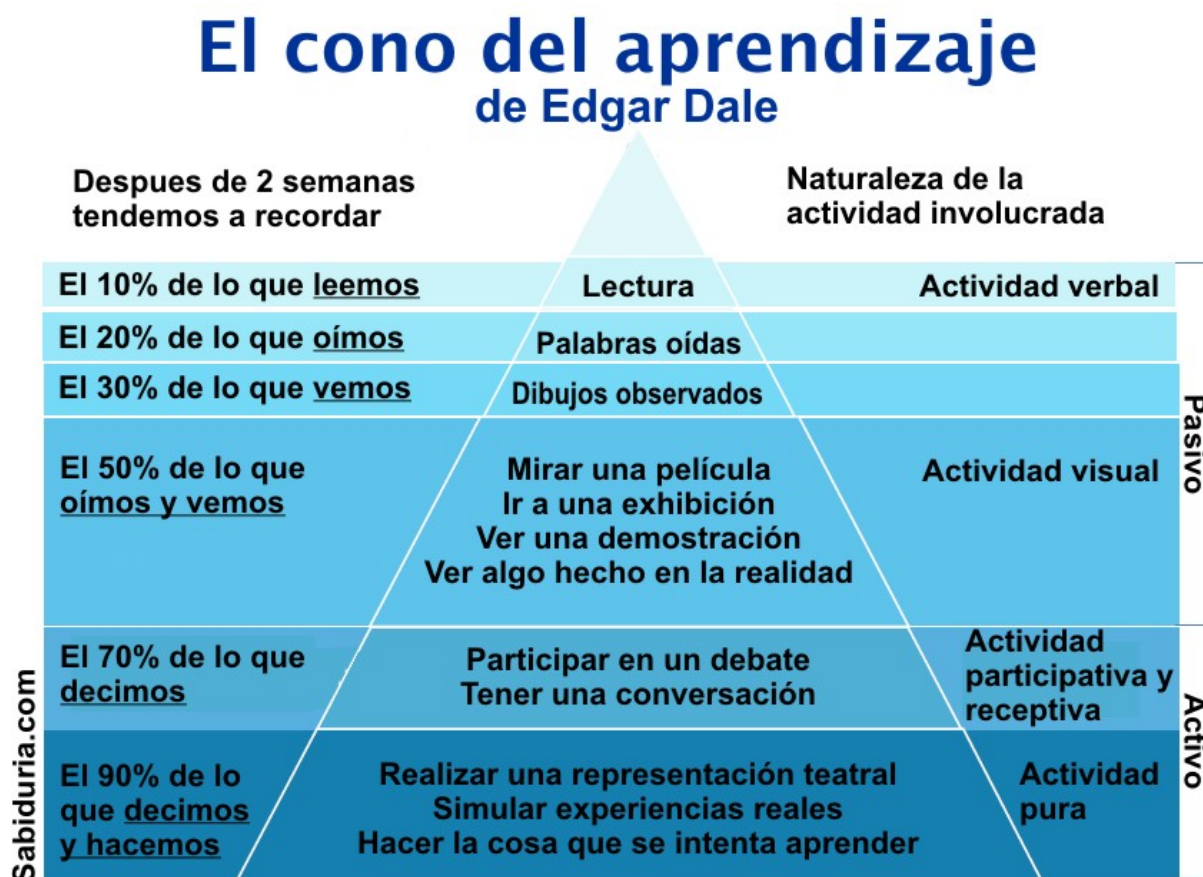 El cono del aprendizaje
de Edgar Dale
Despues de 2 semanas
tendemos a recordar
Naturaleza de la
actividad involucrada
El 10% de lo que leemos
Lectura
Actividad verbal
El 20% de lo que oímos
Palabras oídas
El 30% de lo que vemos
Dibujos observados
El 50% de lo que
oímos y vemos
Mirar una película
Ir a una exhibición
Ver una demostración
Ver algo hecho en la realidad
Actividad visual
Pasivo
El 70% de lo que
decimos
Participar en un debate
Tener una conversación
Actividad
participativa y
receptiva
El 90% de lo
que decimos
y hacemos
Realizar una representación teatral
Simular experiencias reales
Hacer la cosa que se intenta aprender
Actividad
pura
Activo
Sabiduria.com